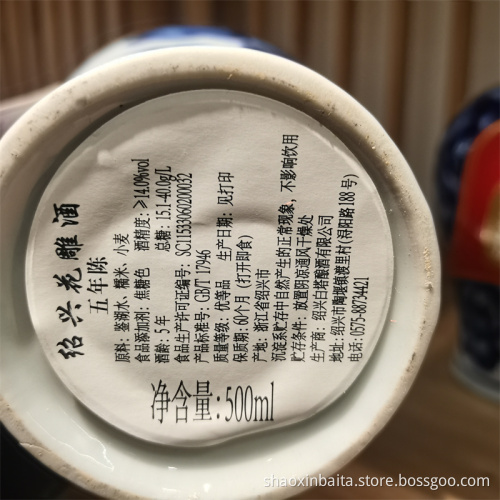 绍兴花雕酒
五年陈
原料: 鉴湖水、糯米、小麦 酒精度: ≥14.0%vol
食品添加剂: 焦糖色 总糖: 15.1-40.0g/L
酒龄: 5 年
食品生产许可证编号: SC11533060200032
产品标准号: GB/T 17946
质量等级: 优等品 生产日期: 见打印
保质期: 60个月 (打开即食)
产地: 浙江省绍兴市
沉淀系贮存中自然产生的正常现象, 不影响饮用
贮存条件: 放置阴凉通风干燥处
生产商: 绍兴白塔酿酒有限公司
地址: 绍兴市陶堰镇浔里村 (浔阳路 188 号)
电话: 0575-88734421
净含量: 500ml
shaoxinbaita.store.bossgoo.com